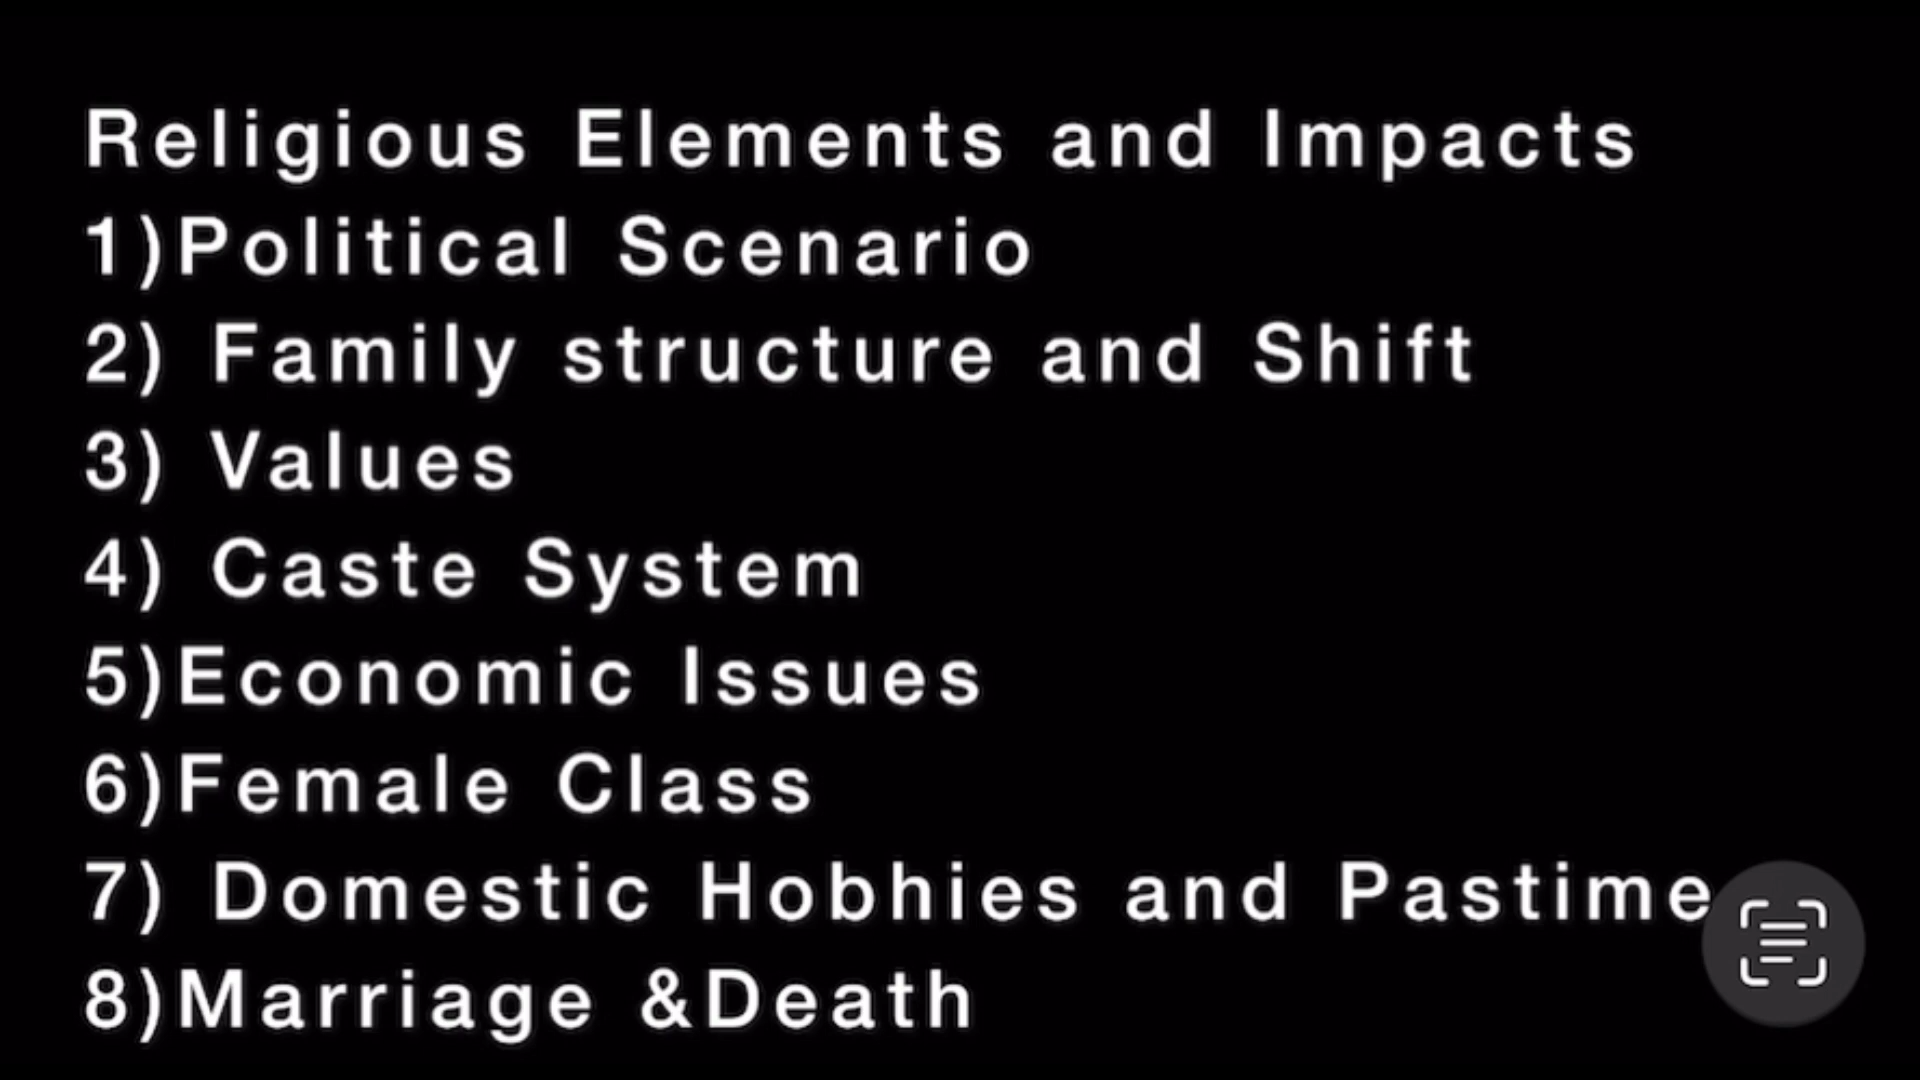 Religious Elements and Impacts
1)Political Scenario
2) Family structure and Shift
3) Values
4) Caste System
5)Economic Issues
6)Female Class
7) Domestic Hobhies and Pastime
8)Marriage &Death